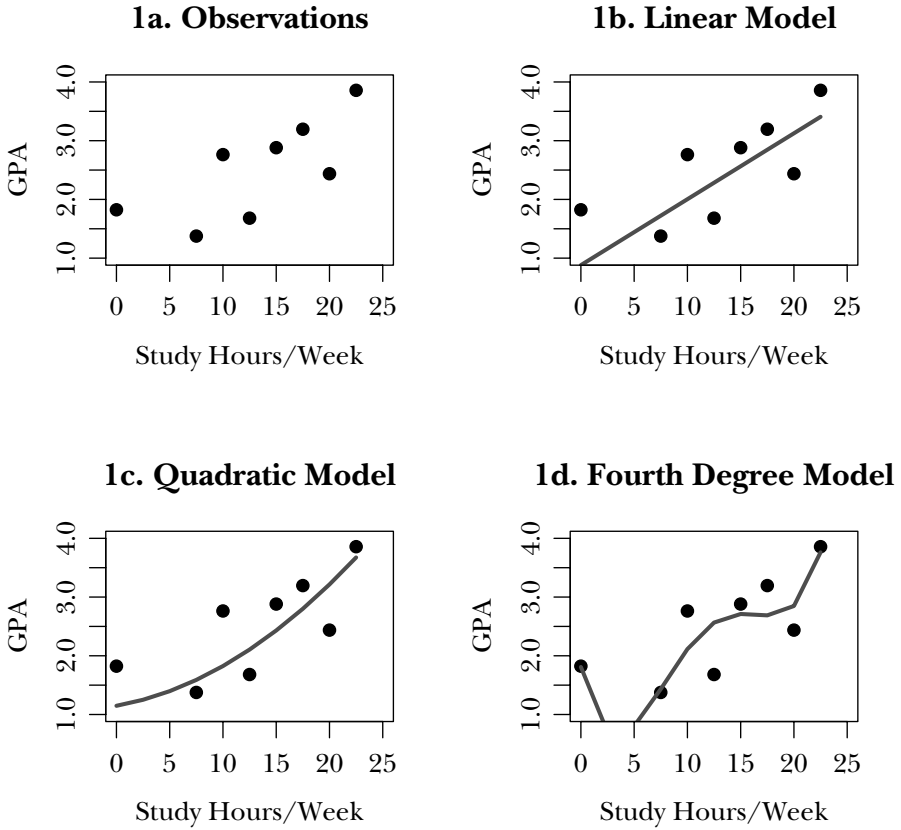 1a. Observations
GPA
4.0
3.0
2.0
1.0
0 5 10 15 20 25
Study Hours/Week
1b. Linear Model
GPA
4.0
3.0
2.0
1.0
0 5 10 15 20 25
Study Hours/Week
1c. Quadratic Model
GPA
4.0
3.0
2.0
1.0
0 5 10 15 20 25
Study Hours/Week
1d. Fourth Degree Model
GPA
4.0
3.0
2.0
1.0
0 5 10 15 20 25
Study Hours/Week